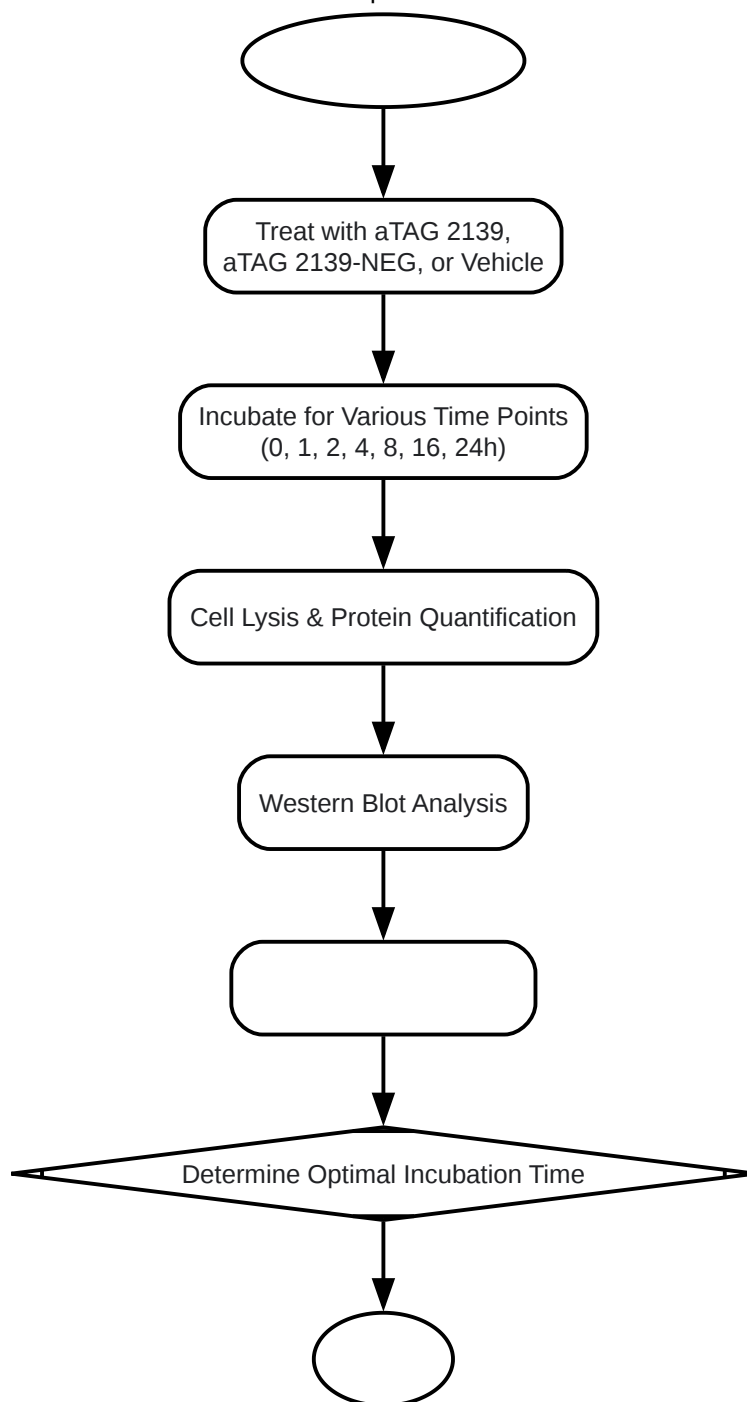 Treat with aTAG 2139,
aTAG 2139-NEG, or Vehicle
Incubate for Various Time Points
(0, 1, 2, 4, 8, 16, 24h)
Cell Lysis & Protein Quantification
Western Blot Analysis
Determine Optimal Incubation Time